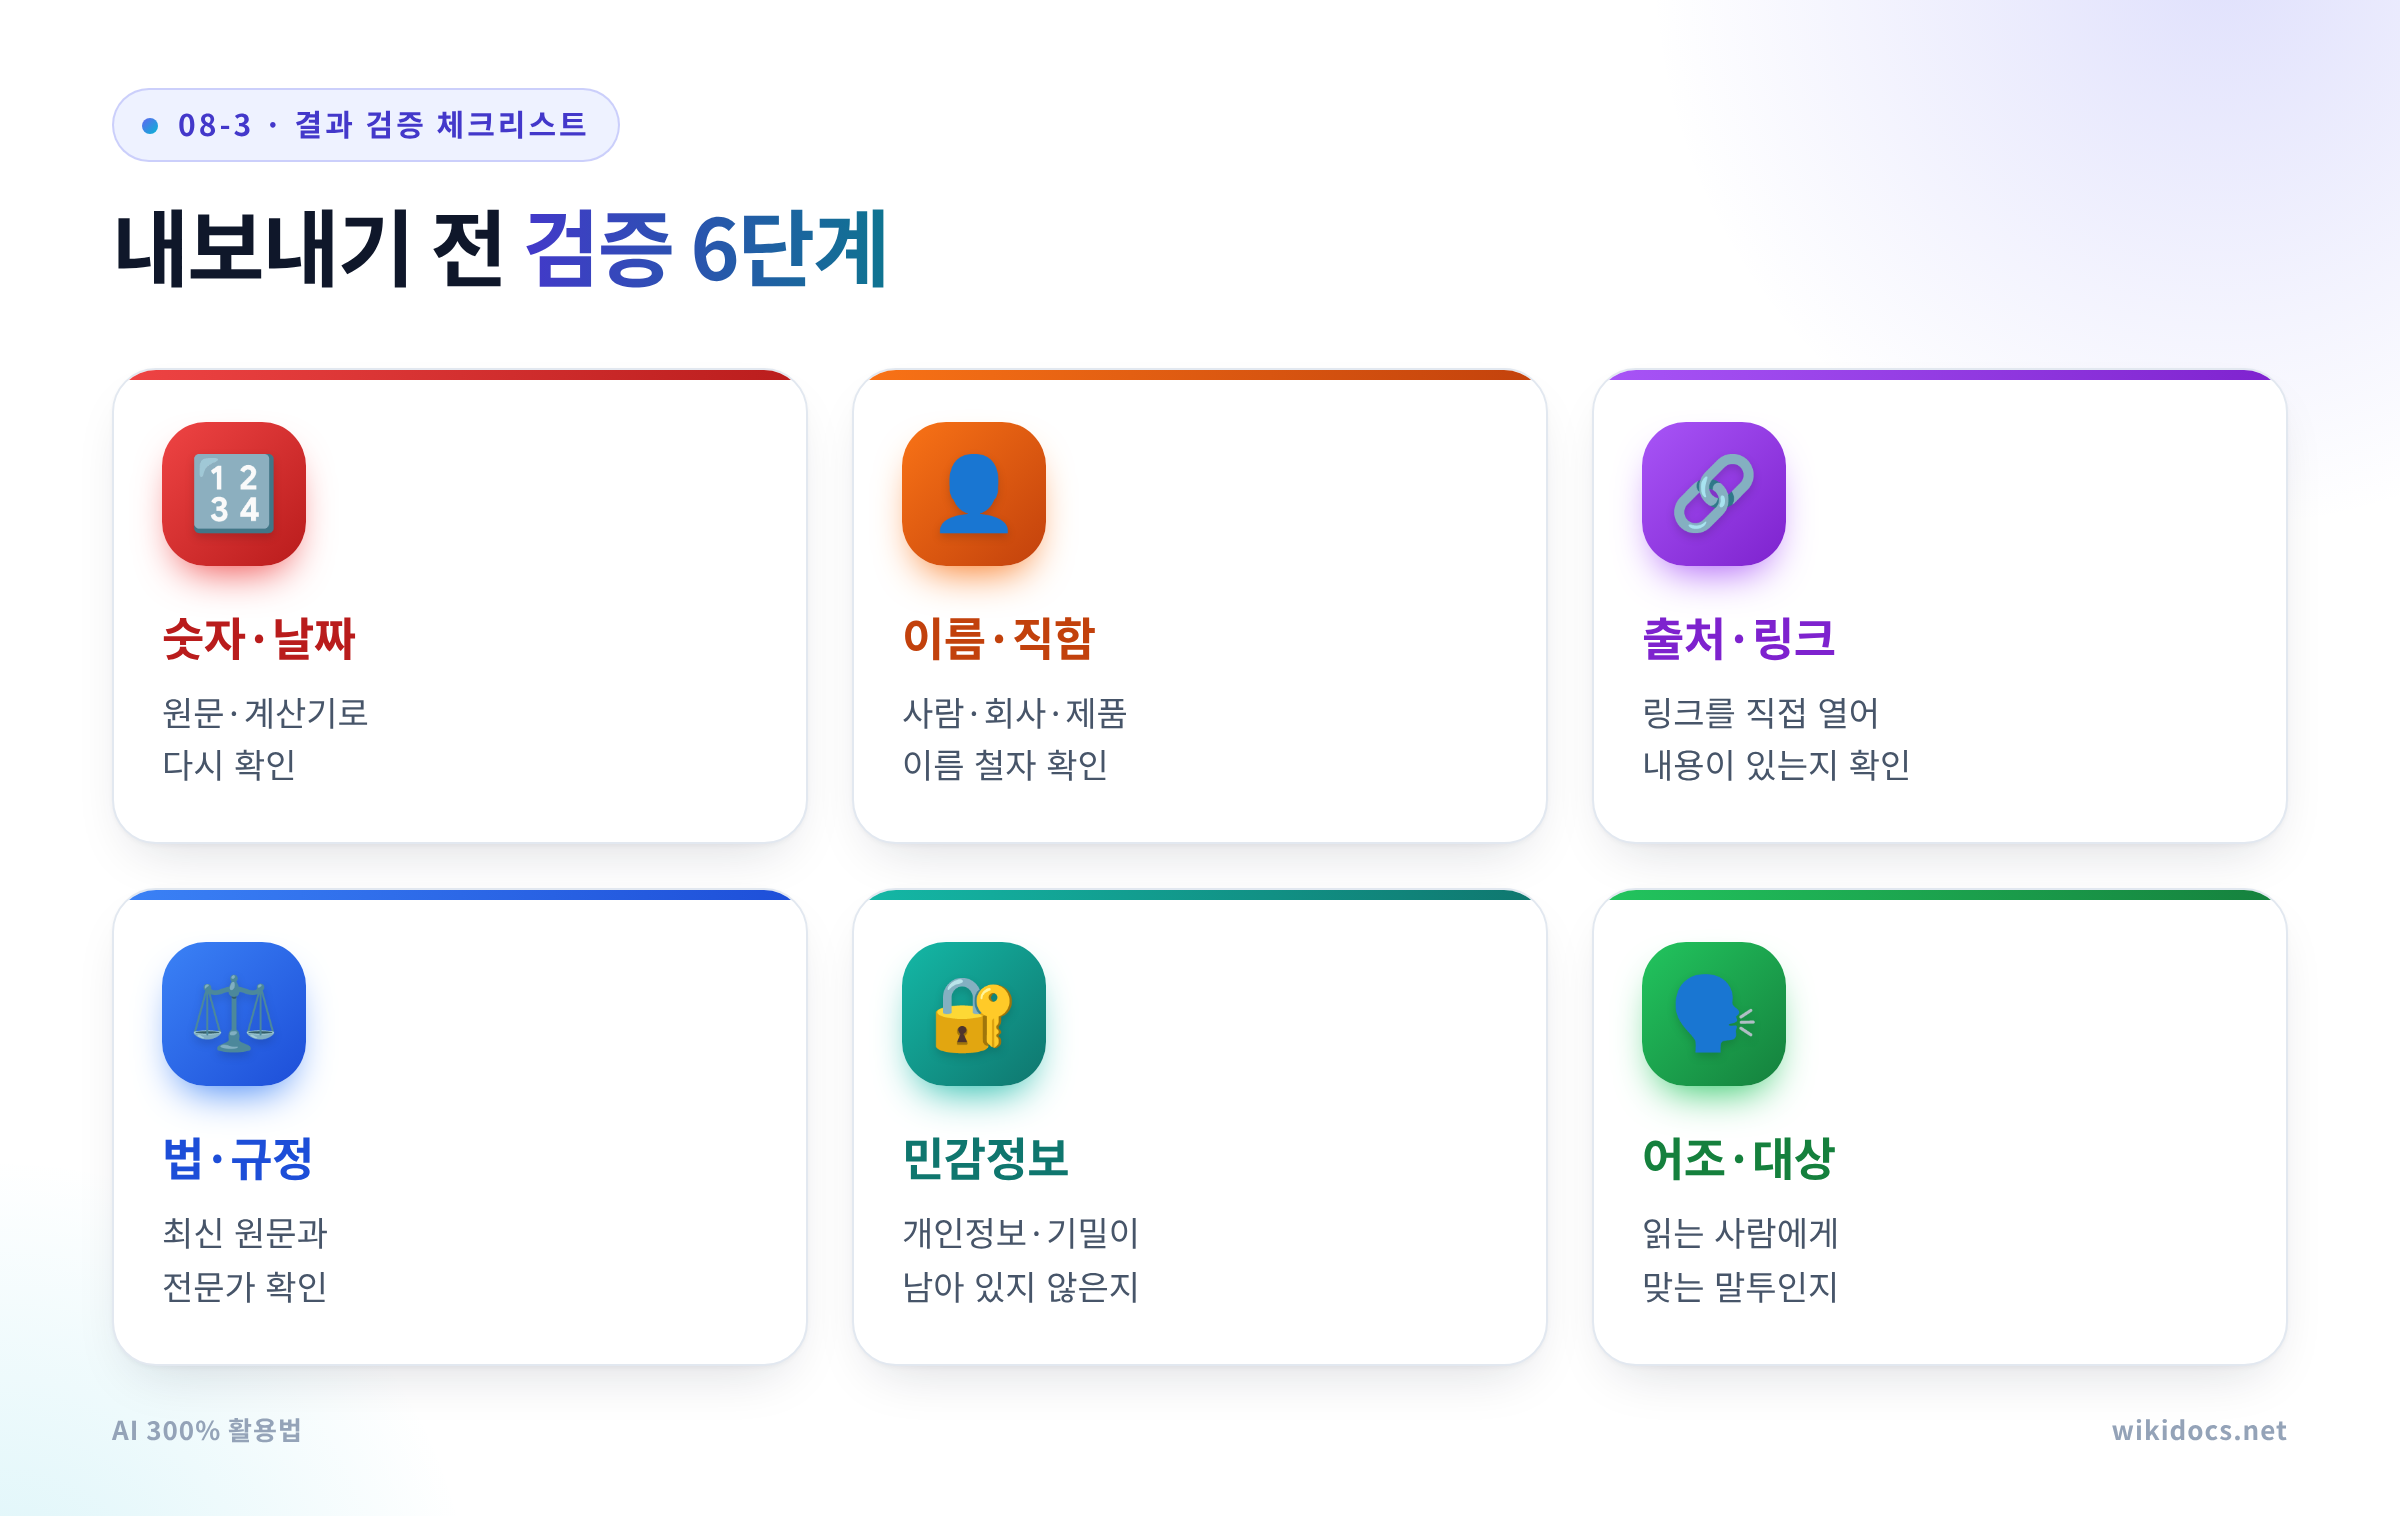 08-3 · 결과 검증 체크리스트
내보내기 전 검증 6단계
1 2
3 4
숫자·날짜
원문·계산기로
다시 확인
이름·직함
사람·회사·제품
이름 철자 확인
출처·링크
링크를 직접 열어
내용이 있는지 확인
법·규정
최신 원문과
전문가 확인
민감정보
개인정보·기밀이
남아 있지 않은지
어조·대상
읽는 사람에게
맞는 말투인지
AI 300% 활용법
wikidocs.net